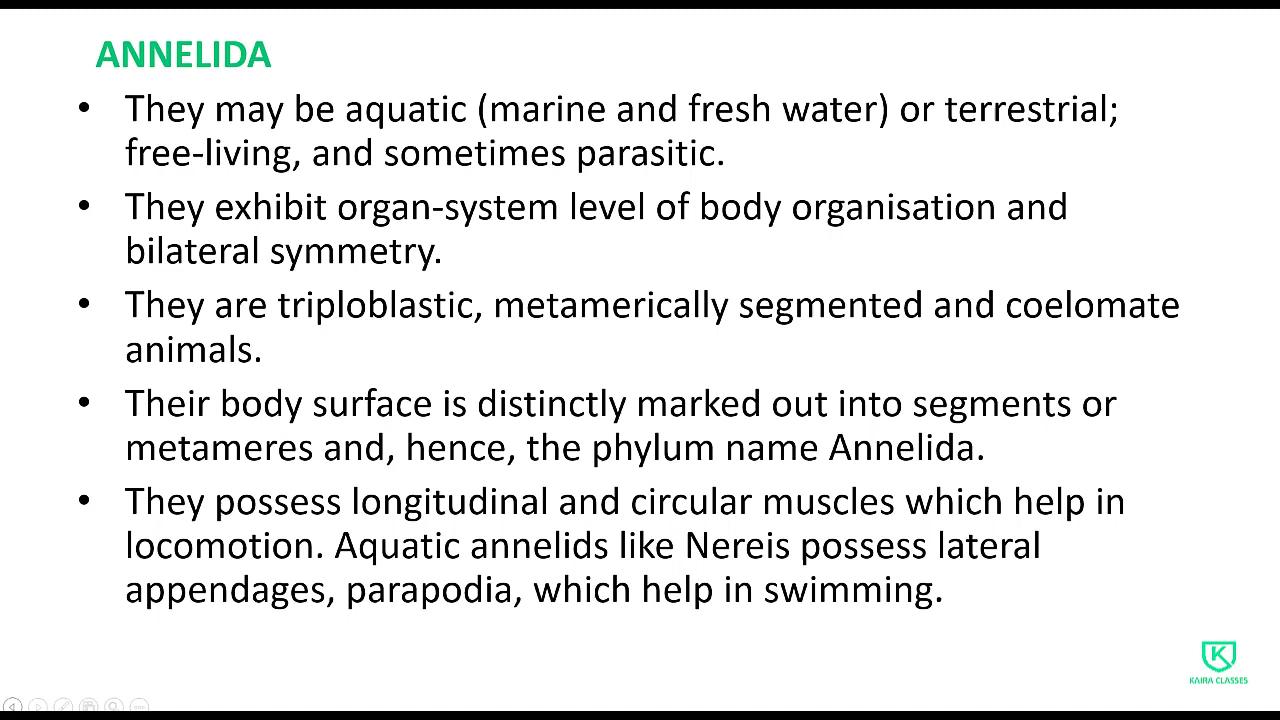 ANNELIDA
• They may be aquatic (marine and fresh water) or terrestrial;
free-living, and sometimes parasitic.
• They exhibit organ-system level of body organisation and
bilateral symmetry.
• They are triploblastic, metamerically segmented and coelomate
animals.
• Their body surface is distinctly marked out into segments or
metameres and, hence, the phylum name Annelida.
• They possess longitudinal and circular muscles which help in
locomotion. Aquatic annelids like Nereis possess lateral
appendages, parapodia, which help in swimming.
K
KAIRA CLASSES